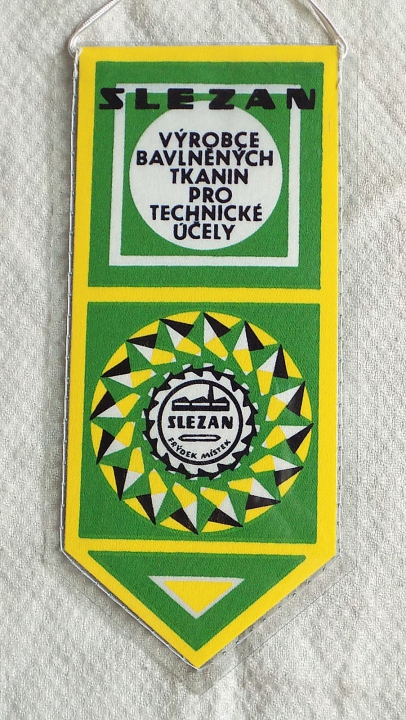 SLEZAN
VÝROBCE
BAVLNĚNÝCH
TKANIN
PRO
TECHNICKÉ
ÚČELY
SLEZAN
FRÝDEK MÍSTEK